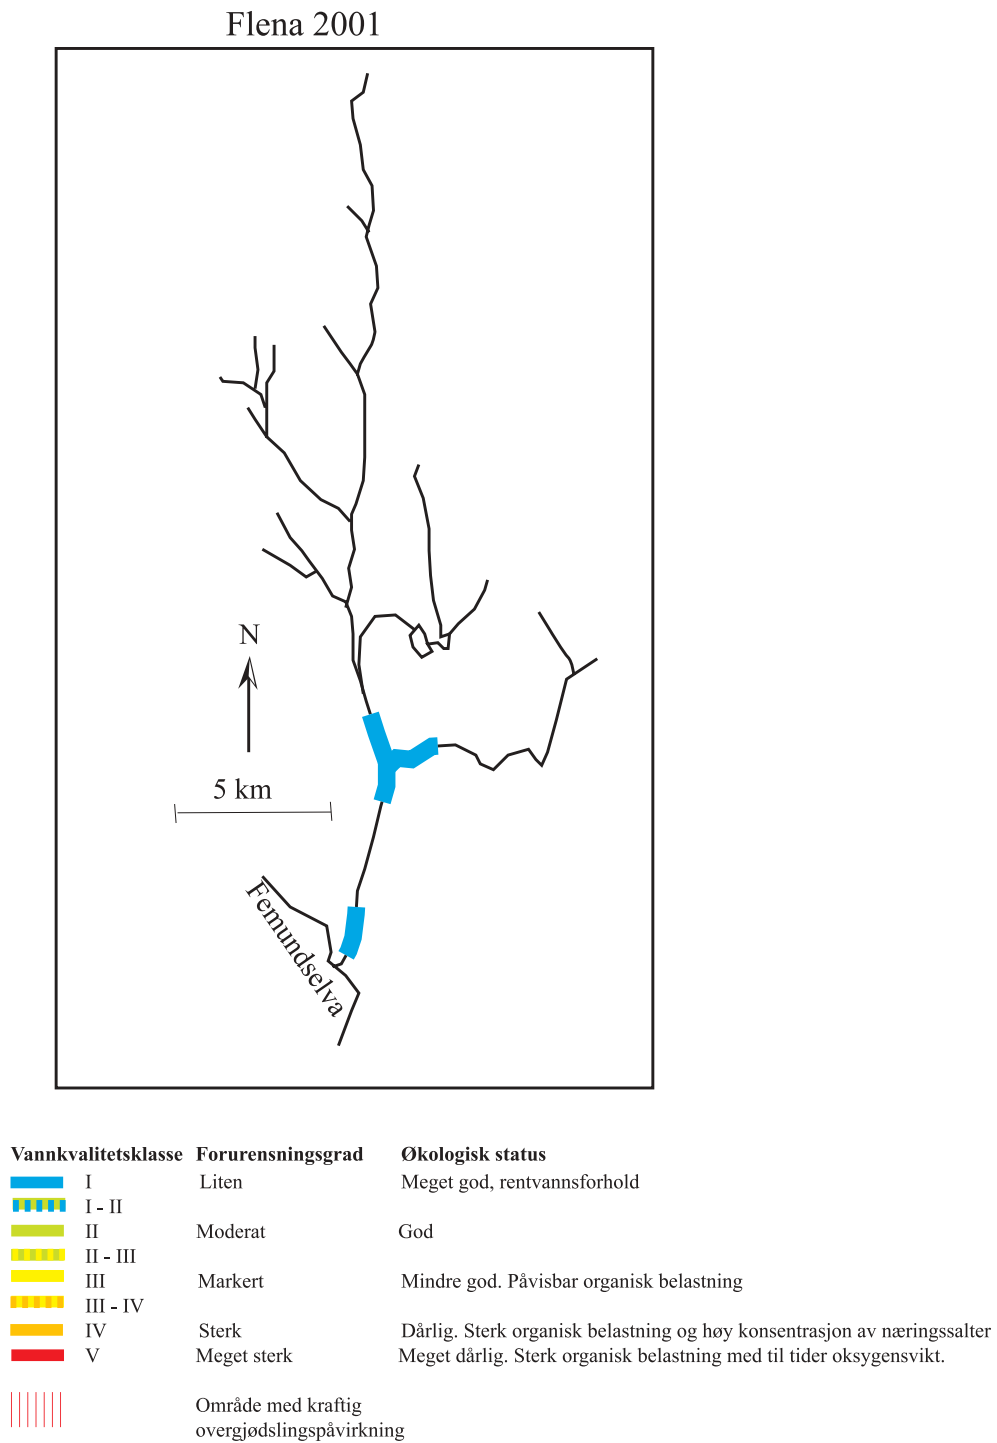 Flena 2001
N
5 km
Femundselva
Vannkvalitetsklasse Forurensningsgrad Økologisk status
I Liten Meget god, rentvannsforhold
I - II
II Moderat God
II - III
III Markert Mindre god. Påvisbar organisk belastning
III - IV
IV Sterk Dårlig. Sterk organisk belastning og høy konsentrasjon av næringssalter
V Meget sterk Meget dårlig. Sterk organisk belastning med til tider oksygensvikt.
Område med kraftig
overgjødslingspåvirkning